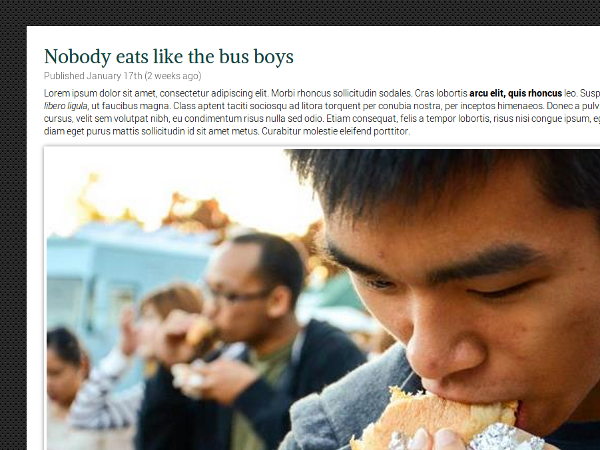 Nobody eats like the bus boys
Published January 17th (2 weeks ago)
Lorem ipsum dolor sit amet, consectetur adipiscing elit. Morbi rhoncus sollicitudin sodales. Cras lobortis arcu elit, quis rhoncus leo. Susp
libero ligula, ut faucibus magna. Class aptent taciti sociosqu ad litora torquent per conubia nostra, per inceptos himenaeos. Donec a pulv
cursus, velit sem volutpat nibh, eu condimentum risus nulla sed odio. Etiam consequat, felis a tempor lobortis, risus nisi congue ipsum, eg
diam eget purus mattis sollicitudin id sit amet metus. Curabitur molestie eleifend porttitor.